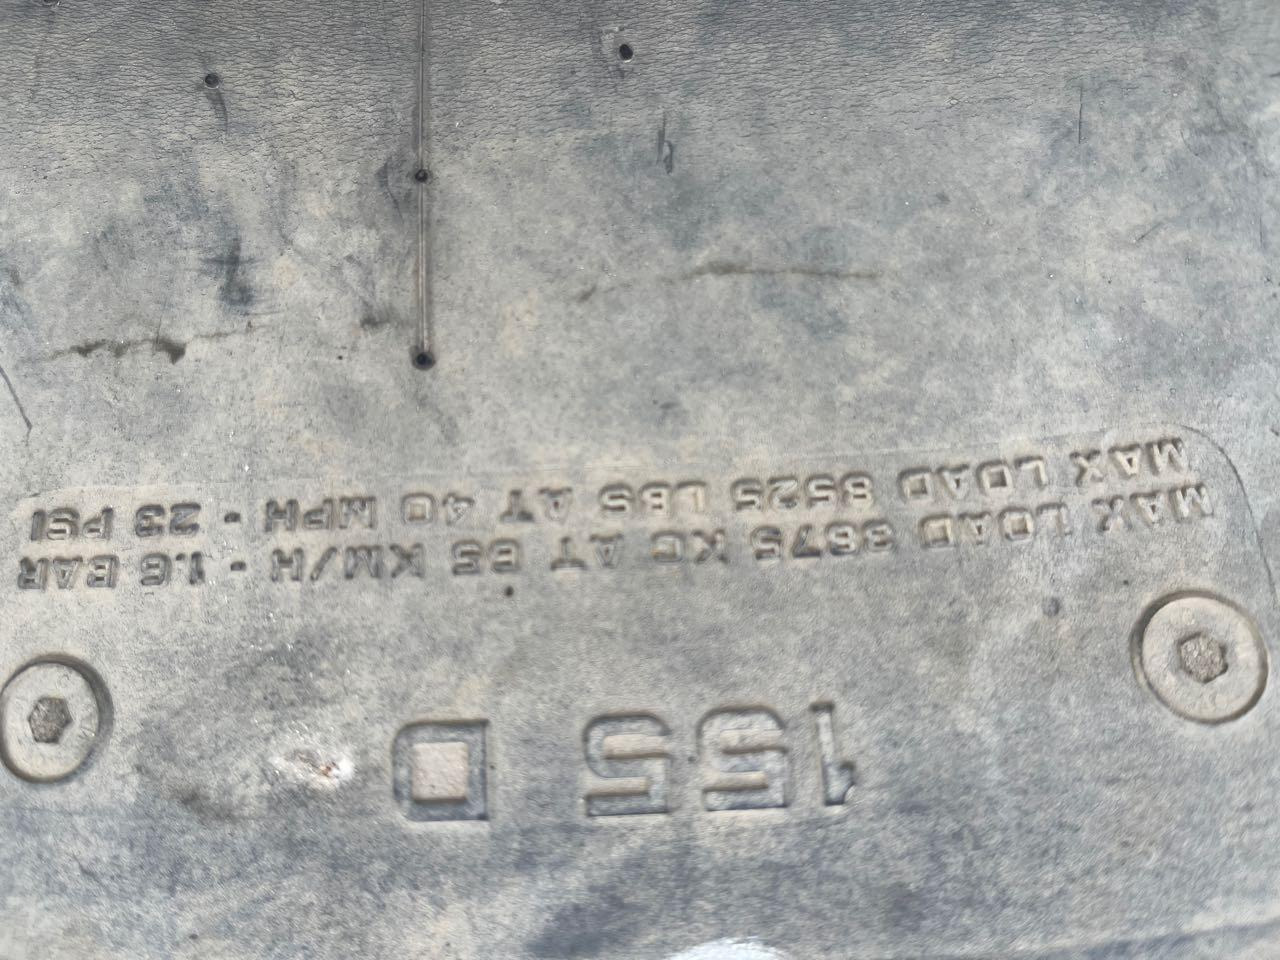 155 D
MAX LOAD 3875 KG AT 65 KM/H - 1.6 BAR
MAX LOAD 8525 LBS AT 40 MPH - 23 PSI